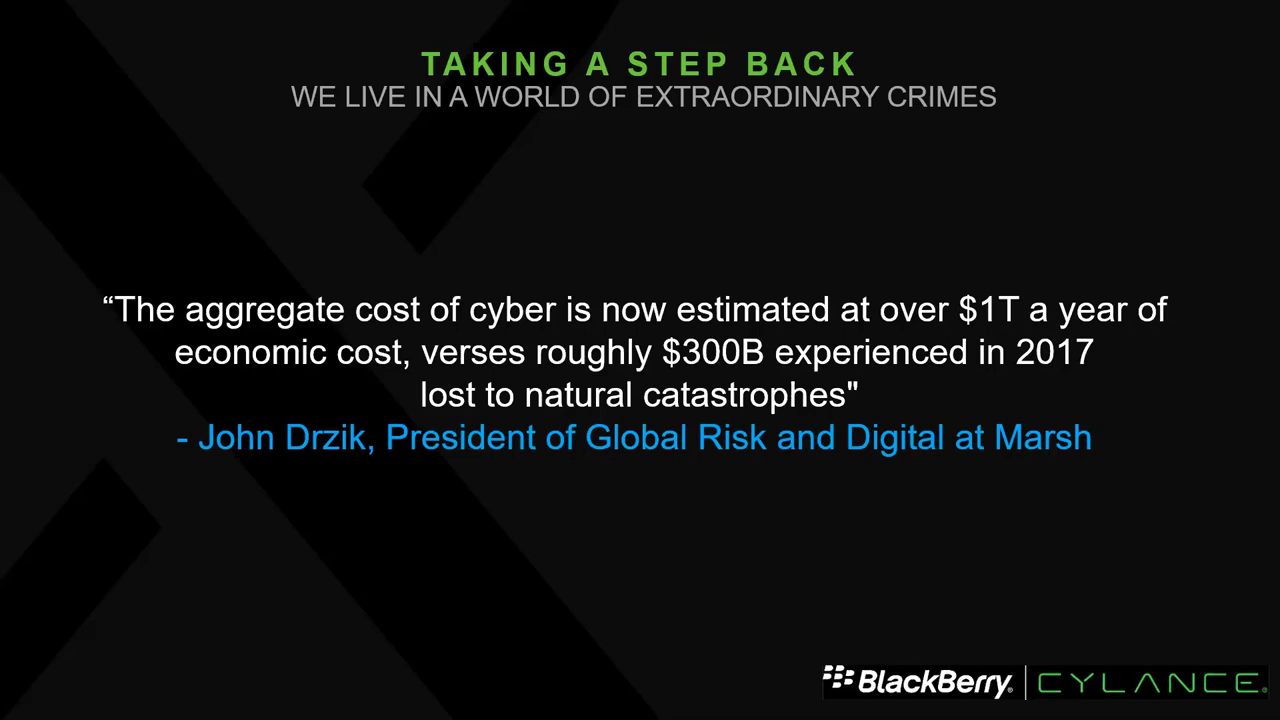 TAKING A STEP BACK
WE LIVE IN A WORLD OF EXTRAORDINARY CRIMES
“The aggregate cost of cyber is now estimated at over $1T a year of
economic cost, verses roughly $300B experienced in 2017
lost to natural catastrophes"
- John Drzik, President of Global Risk and Digital at Marsh
BlackBerry® | CYLANCE®